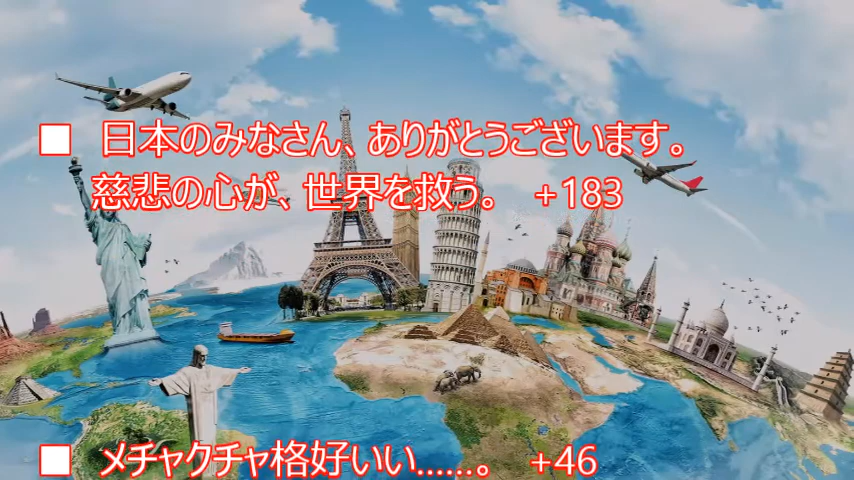 ■ 日本のみなさん、ありがとうございます。
慈悲の心が、世界を救う。 +183
■ メチャクチャ格好いい……。 +46